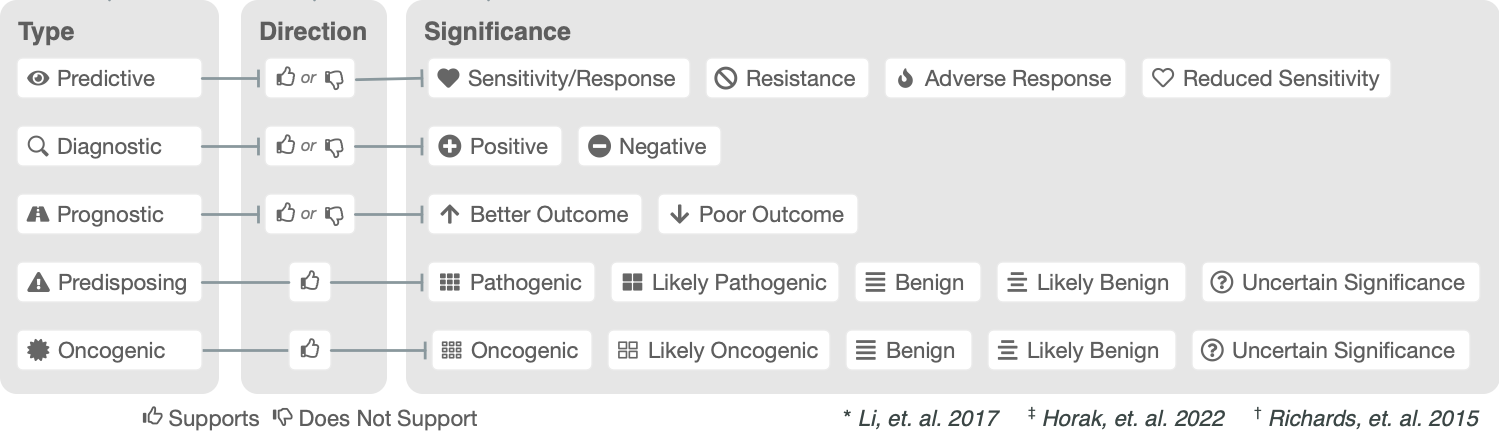 Type Direction Significance
Predictive or Sensitivity/Response Resistance Adverse Response Reduced Sensitivity
Diagnostic or Positive Negative
Prognostic or Better Outcome Poor Outcome
Predisposing Pathogenic Likely Pathogenic Benign Likely Benign Uncertain Significance
Oncogenic Oncogenic Likely Oncogenic Benign Likely Benign Uncertain Significance
Supports Does Not Support * Li, et. al. 2017 ‡ Horak, et. al. 2022 † Richards, et. al. 2015